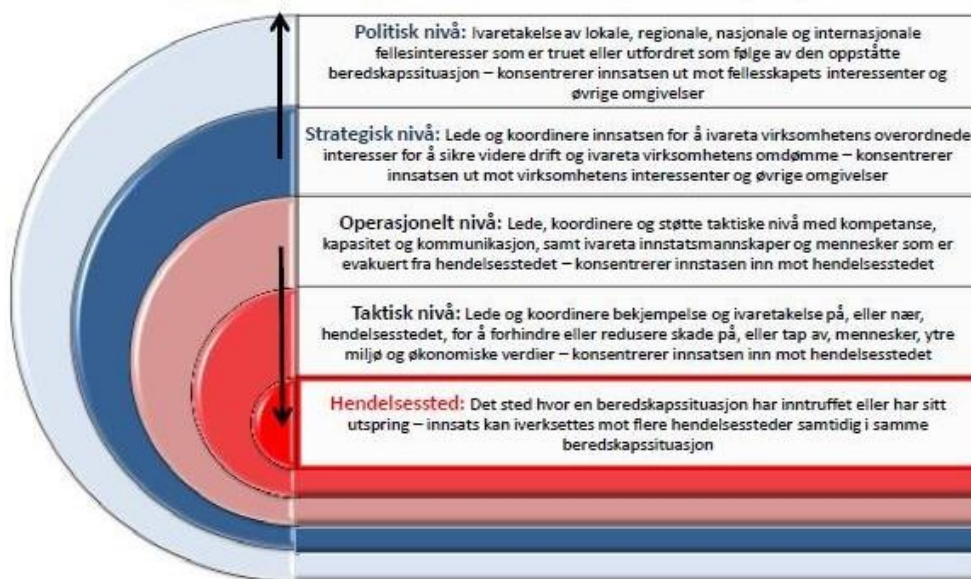 Politisk nivå: Ivaretakelse av lokale, regionale, nasjonale og internasjonale
fellesinteresser som er truet eller utfordret som følge av den oppståtte
beredskapssituasjon – konsentrerer innsatsen ut mot fellesskapets interessenter og
øvrige omgivelser
Strategisk nivå: Lede og koordinere innsatsen for å ivareta virksomhetens overordnede
interesser for å sikre videre drift og ivareta virksomhetens omdømme – konsentrerer
innsatsen ut mot virksomhetens interessenter og øvrige omgivelser
Operasjonelt nivå: Lede, koordinere og støtte taktiske nivå med kompetanse,
kapasitet og kommunikasjon, samt ivareta innstatsmannskaper og mennesker som er
evakuert fra hendelsesstedet – konsentrerer innstasen inn mot hendelsesstedet
Taktisk nivå: Lede og koordinere bekjempelse og ivaretakelse på, eller nær,
hendelsesstedet, for å forhindre eller redusere skade på, eller tap av, mennesker, ytre
miljø og økonomiske verdier – konsentrerer innsatsen inn mot hendelsesstedet
Hendelsessted: Det sted hvor en beredskapssituasjon har inntruffet eller har sitt
utspring – innsats kan iverksettes mot flere hendelsessteder samtidig i samme
beredskapssituasjon